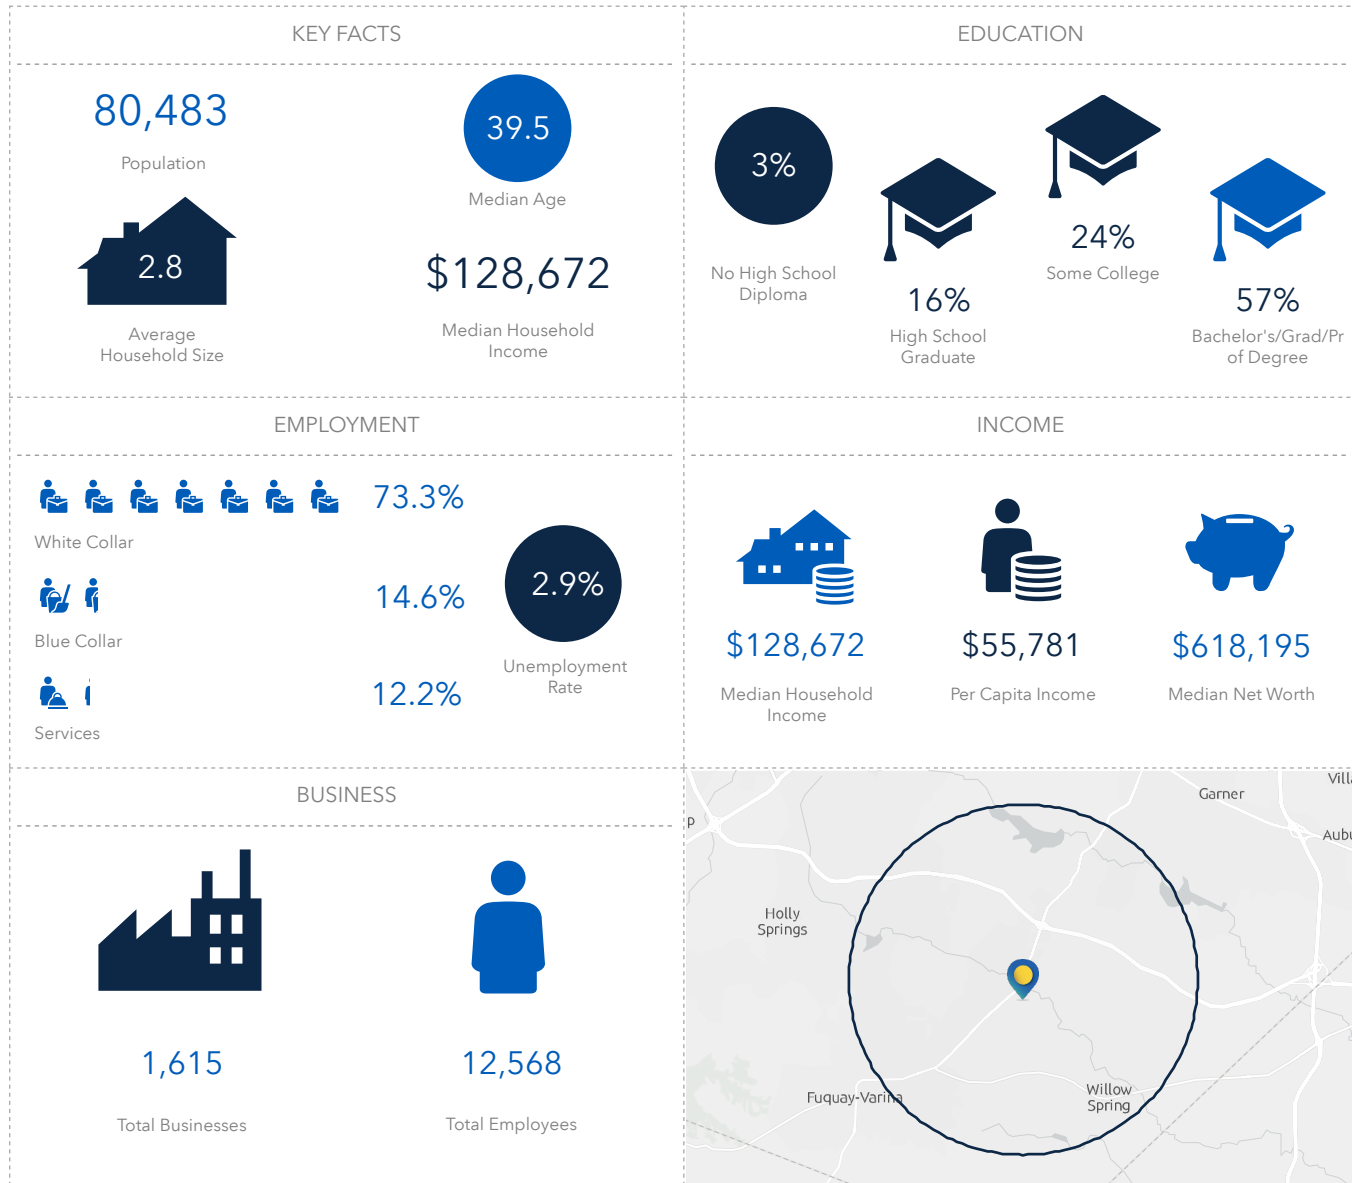 KEY FACTS
80,483
Population
39.5
Median Age
2.8
Average
Household Size
$128,672
Median Household
Income
EDUCATION
3%
No High School
Diploma
16%
High School
Graduate
24%
Some College
57%
Bachelor's/Grad/Pr
of Degree
EMPLOYMENT
73.3%
White Collar
14.6%
Blue Collar
12.2%
Services
2.9%
Unemployment
Rate
INCOME
$128,672
Median Household
Income
$55,781
Per Capita Income
$618,195
Median Net Worth
BUSINESS
1,615
Total Businesses
12,568
Total Employees
Vill
Garner
p
Aub
Holly
Springs
Fuquay-Varina
Willow
Spring